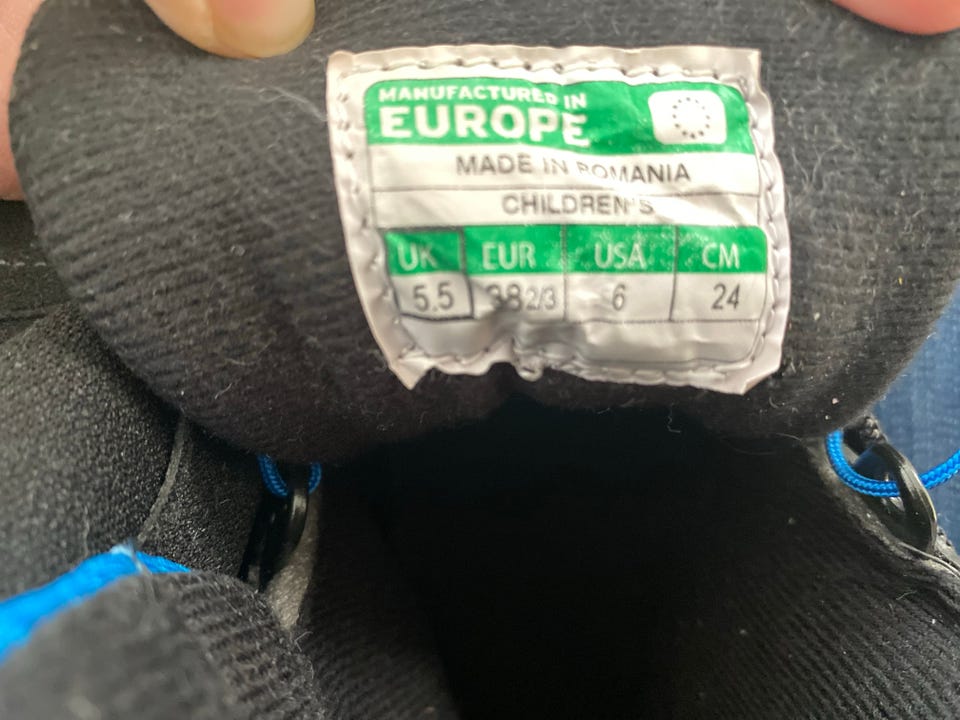 MANUFACTURED IN
EUROPE
MADE IN ROMANIA
CHILDREN'S
UK EUR USA CM
5.5 38 2/3 6 24